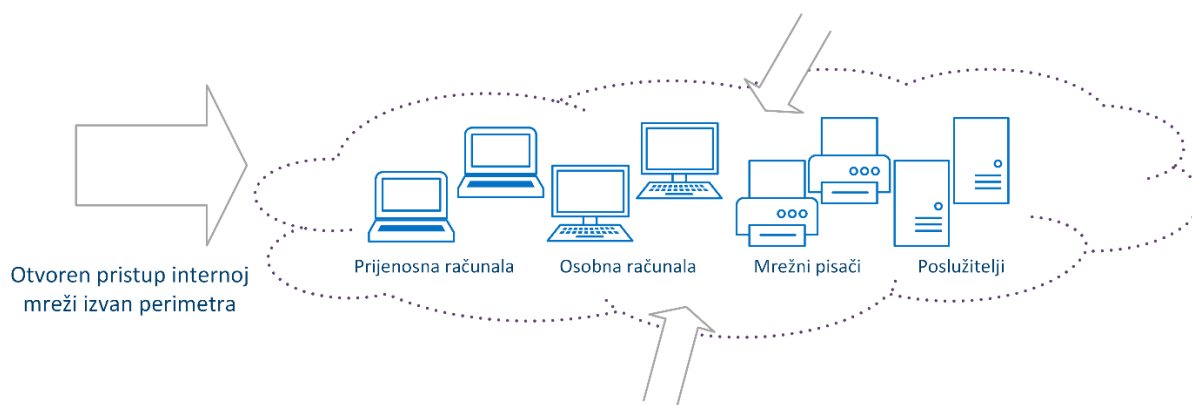 Prijenosna računala
Osobna računala
Mrežni pisači
Poslužitelji
Otvoren pristup internoj
mreži izvan perimetra